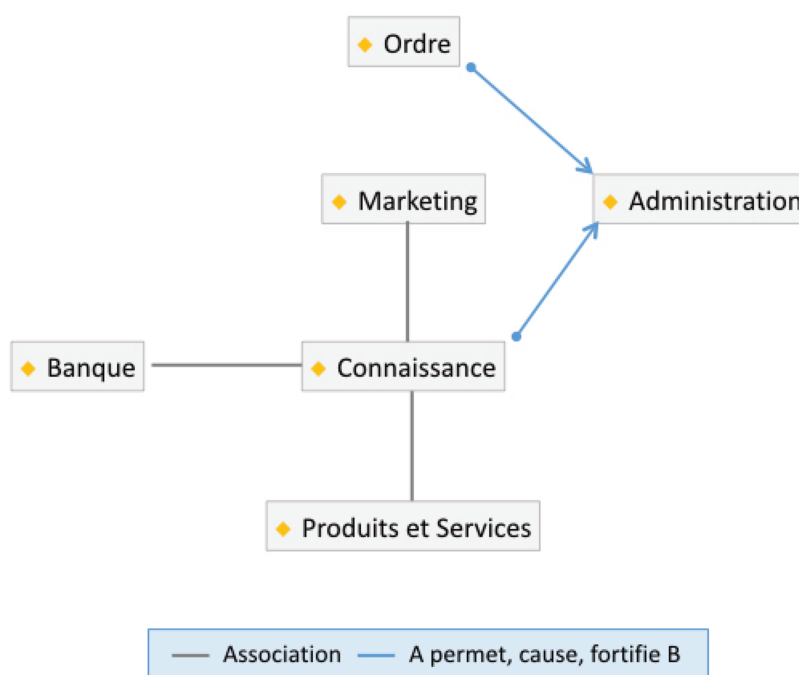 Ordre
Marketing
Administration
Banque
Connaissance
Produits et Services
Association
A permet, cause, fortifie B